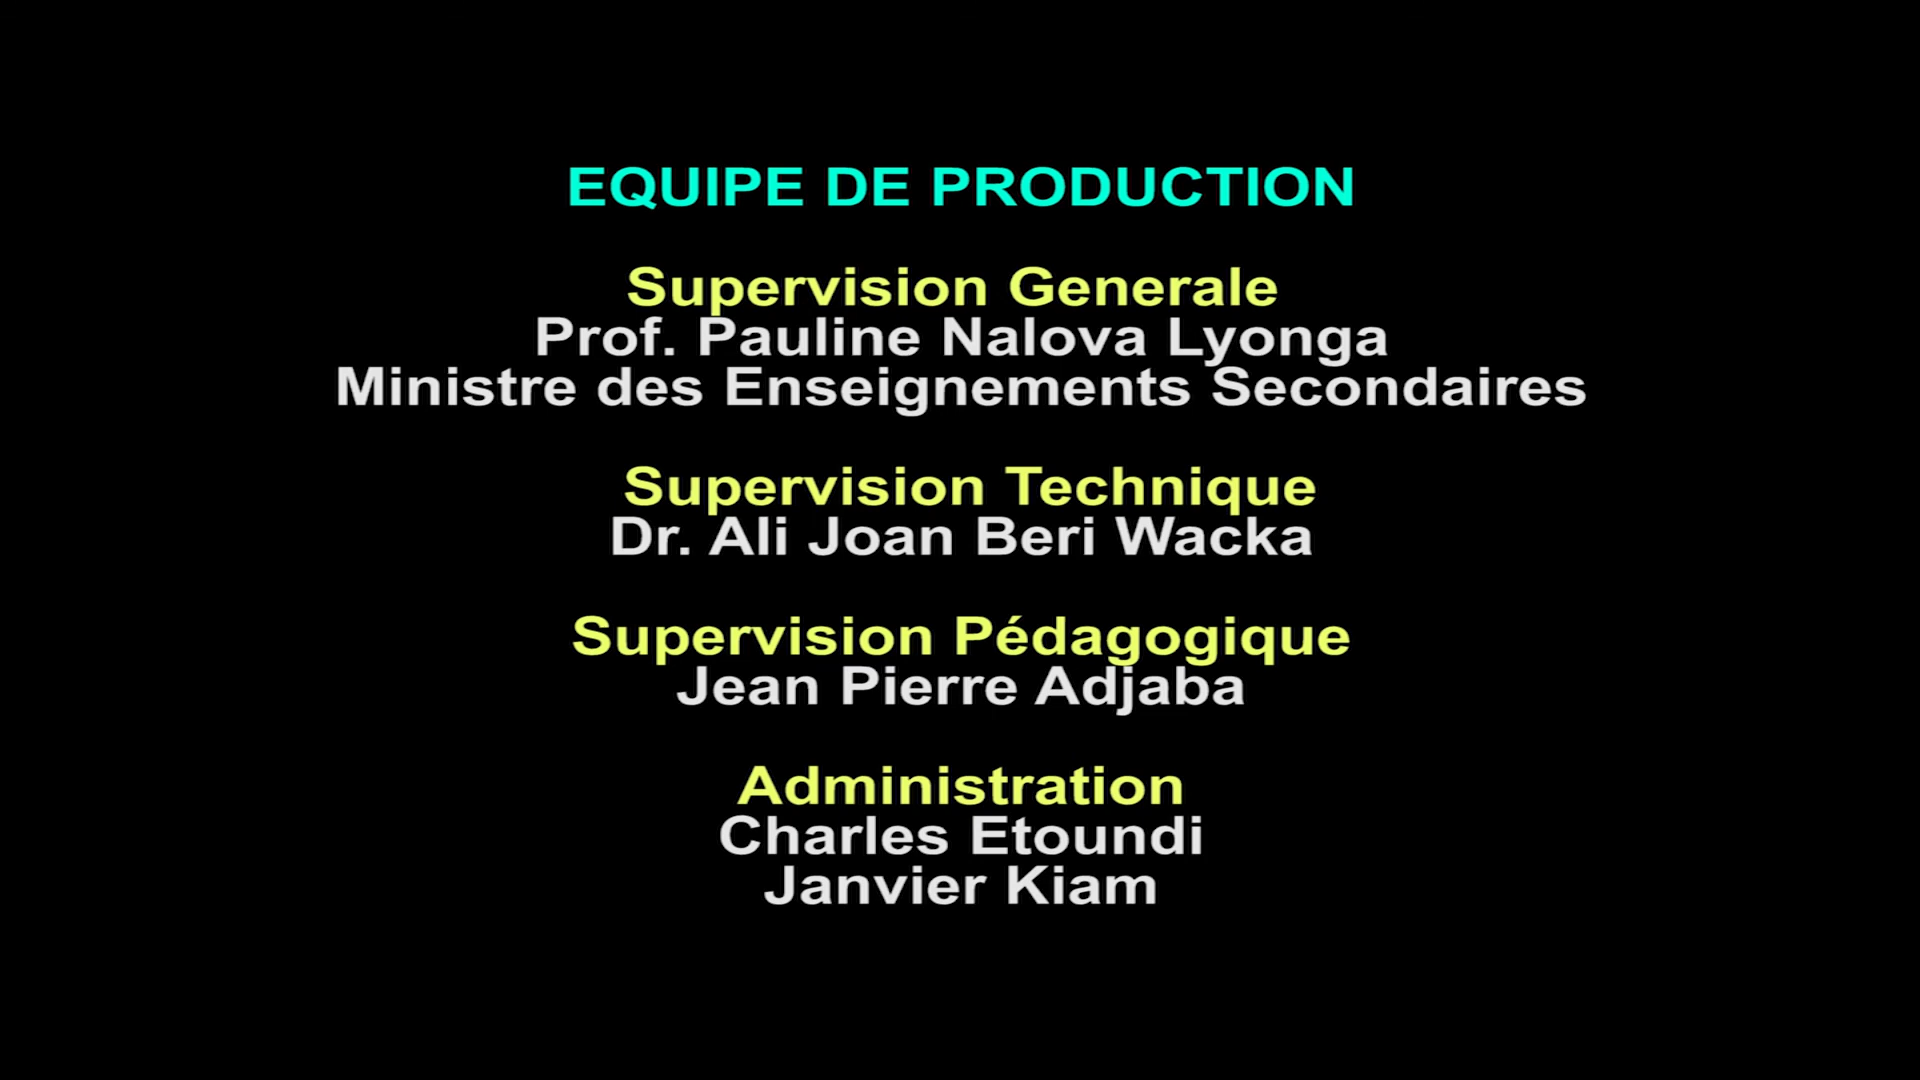 EQUIPE DE PRODUCTION
Supervision Generale
Prof. Pauline Nalova Lyonga
Ministre des Enseignements Secondaires
Supervision Technique
Dr. Ali Joan Beri Wacka
Supervision Pédagogique
Jean Pierre Adjaba
Administration
Charles Etoundi
Janvier Kiam